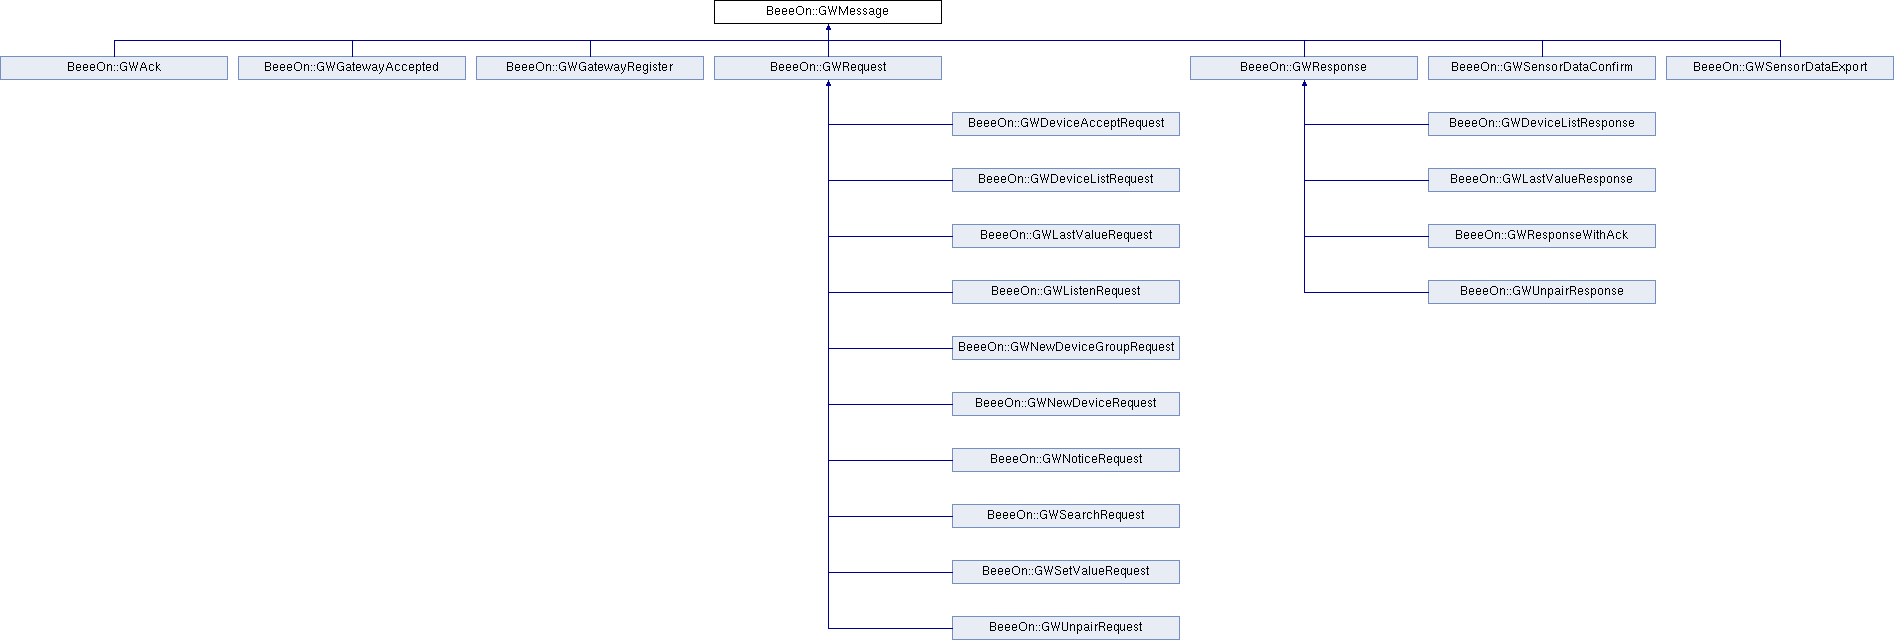 BeeeOn::GWMessage
BeeeOn::GWAck
BeeeOn::GWGatewayAccepted
BeeeOn::GWGatewayRegister
BeeeOn::GWRequest
BeeeOn::GWResponse
BeeeOn::GWSensorDataConfirm
BeeeOn::GWSensorDataExport
BeeeOn::GWDeviceAcceptRequest
BeeeOn::GWDeviceListResponse
BeeeOn::GWDeviceListRequest
BeeeOn::GWLastValueResponse
BeeeOn::GWLastValueRequest
BeeeOn::GWResponseWithAck
BeeeOn::GWListenRequest
BeeeOn::GWUnpairResponse
BeeeOn::GWNewDeviceGroupRequest
BeeeOn::GWNewDeviceRequest
BeeeOn::GWNoticeRequest
BeeeOn::GWSearchRequest
BeeeOn::GWSetValueRequest
BeeeOn::GWUnpairRequest